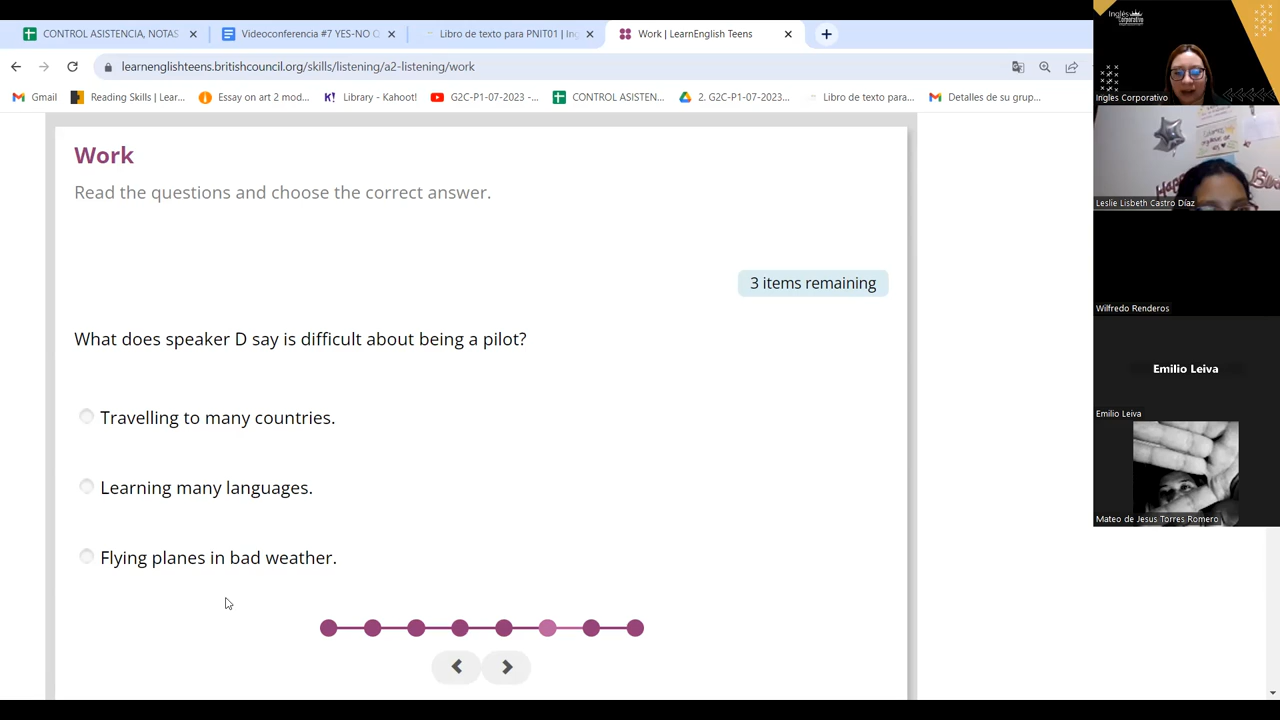 CONTROL ASISTENCIA, NOTAS
Videoconferencia #7 YES-NO Q
Libro de texto para PNIT01 | Ing
Work | LearnEnglish Teens
learnenglishteens.britishcouncil.org/skills/listening/a2-listening/work
Gmail
Reading Skills | Lear...
Essay on art 2 mod...
Library - Kah
G2C-P1-07-2023 -...
CONTROL ASISTEN...
2. G2C-P1-07-2023...
Libro de texto para...
Detalles de su grup...
Work
Read the questions and choose the correct answer.
3 items remaining
What does speaker D say is difficult about being a pilot?
Travelling to many countries.
Learning many languages.
Flying planes in bad weather.
Inglés
Corporativo
Ingles Corporativo
Leslie Lisbeth Castro Díaz
Wilfredo Renderos
Emilio Leiva
Emilio Leiva
Mateo de Jesus Torres Romero